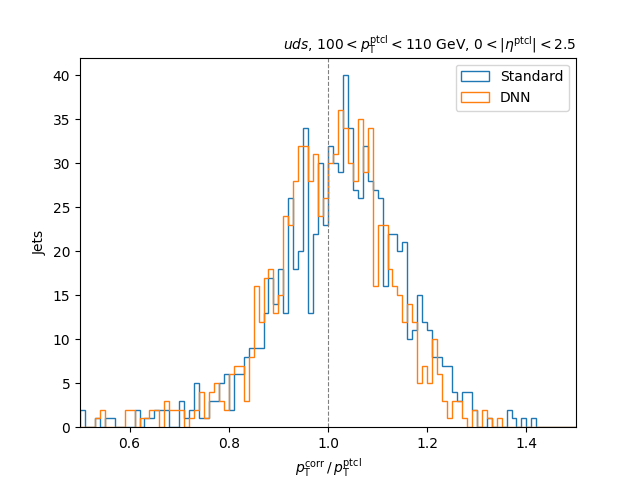 uds, 100 < p_T^ptcl < 110 GeV, 0 < |η^ptcl| < 2.5
40
35
30
25
20
15
10
5
0
Jets
Standard
DNN
0.6 0.8 1.0 1.2 1.4
p_T^corr / p_T^ptcl